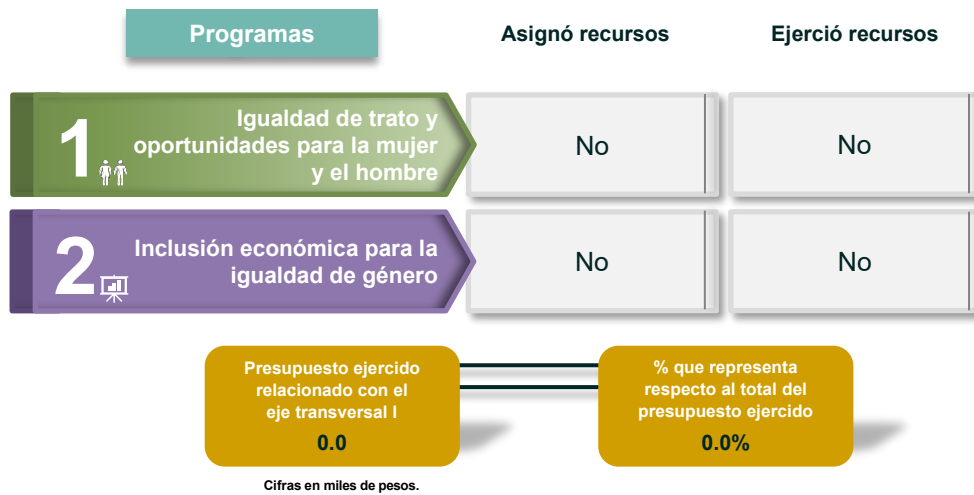 Programas
Asignó recursos
Ejerció recursos
1
Igualdad de trato y
oportunidades para la mujer
y el hombre
No
No
2
Inclusión económica para la
igualdad de género
No
No
Presupuesto ejercido
relacionado con el
eje transversal I
0.0
% que representa
respecto al total del
presupuesto ejercido
0.0%
Cifras en miles de pesos.